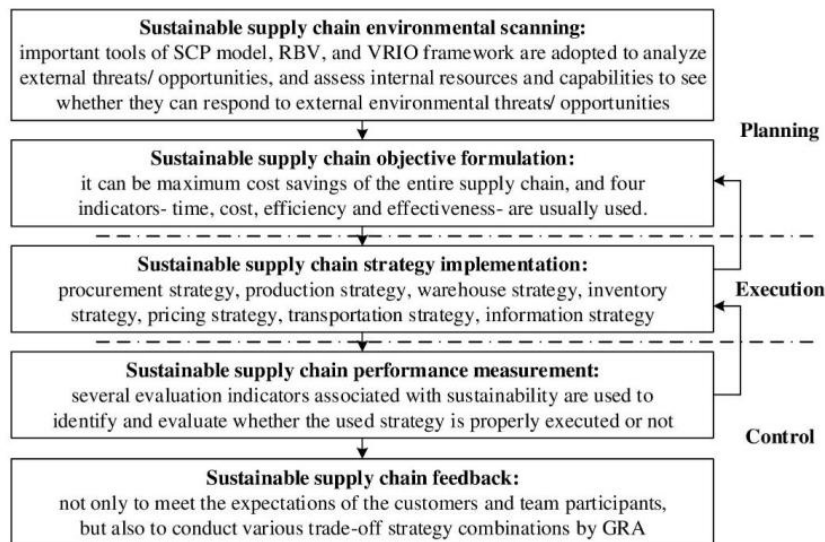 Sustainable supply chain environmental scanning:
important tools of SCP model, RBV, and VRIO framework are adopted to analyze
external threats/ opportunities, and assess internal resources and capabilities to see
whether they can respond to external environmental threats/ opportunities
Planning
Sustainable supply chain objective formulation:
it can be maximum cost savings of the entire supply chain, and four
indicators- time, cost, efficiency and effectiveness- are usually used.
Sustainable supply chain strategy implementation:
procurement strategy, production strategy, warehouse strategy, inventory
strategy, pricing strategy, transportation strategy, information strategy
Execution
Sustainable supply chain performance measurement:
several evaluation indicators associated with sustainability are used to
identify and evaluate whether the used strategy is properly executed or not
Control
Sustainable supply chain feedback:
not only to meet the expectations of the customers and team participants,
but also to conduct various trade-off strategy combinations by GRA